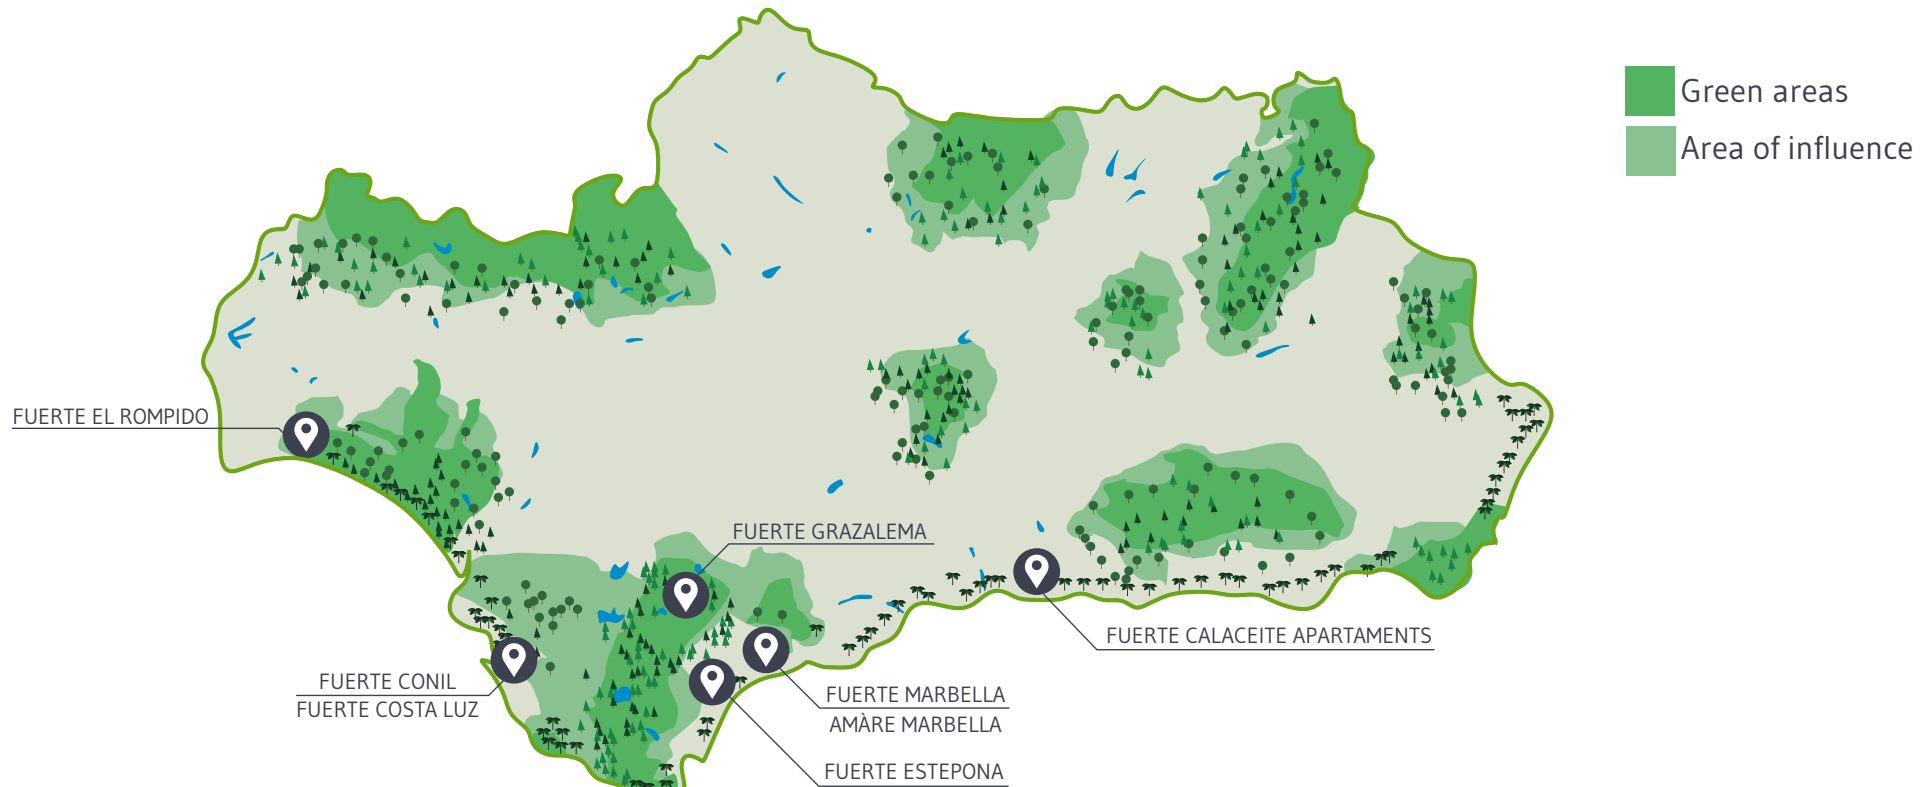 Green areas
Area of influence
FUERTE EL ROMPIDO
FUERTE GRAZALEMA
FUERTE CALACEITE APARTAMENTS
FUERTE CONIL
FUERTE COSTA LUZ
FUERTE MARBELLA
AMÀRE MARBELLA
FUERTE ESTEPONA